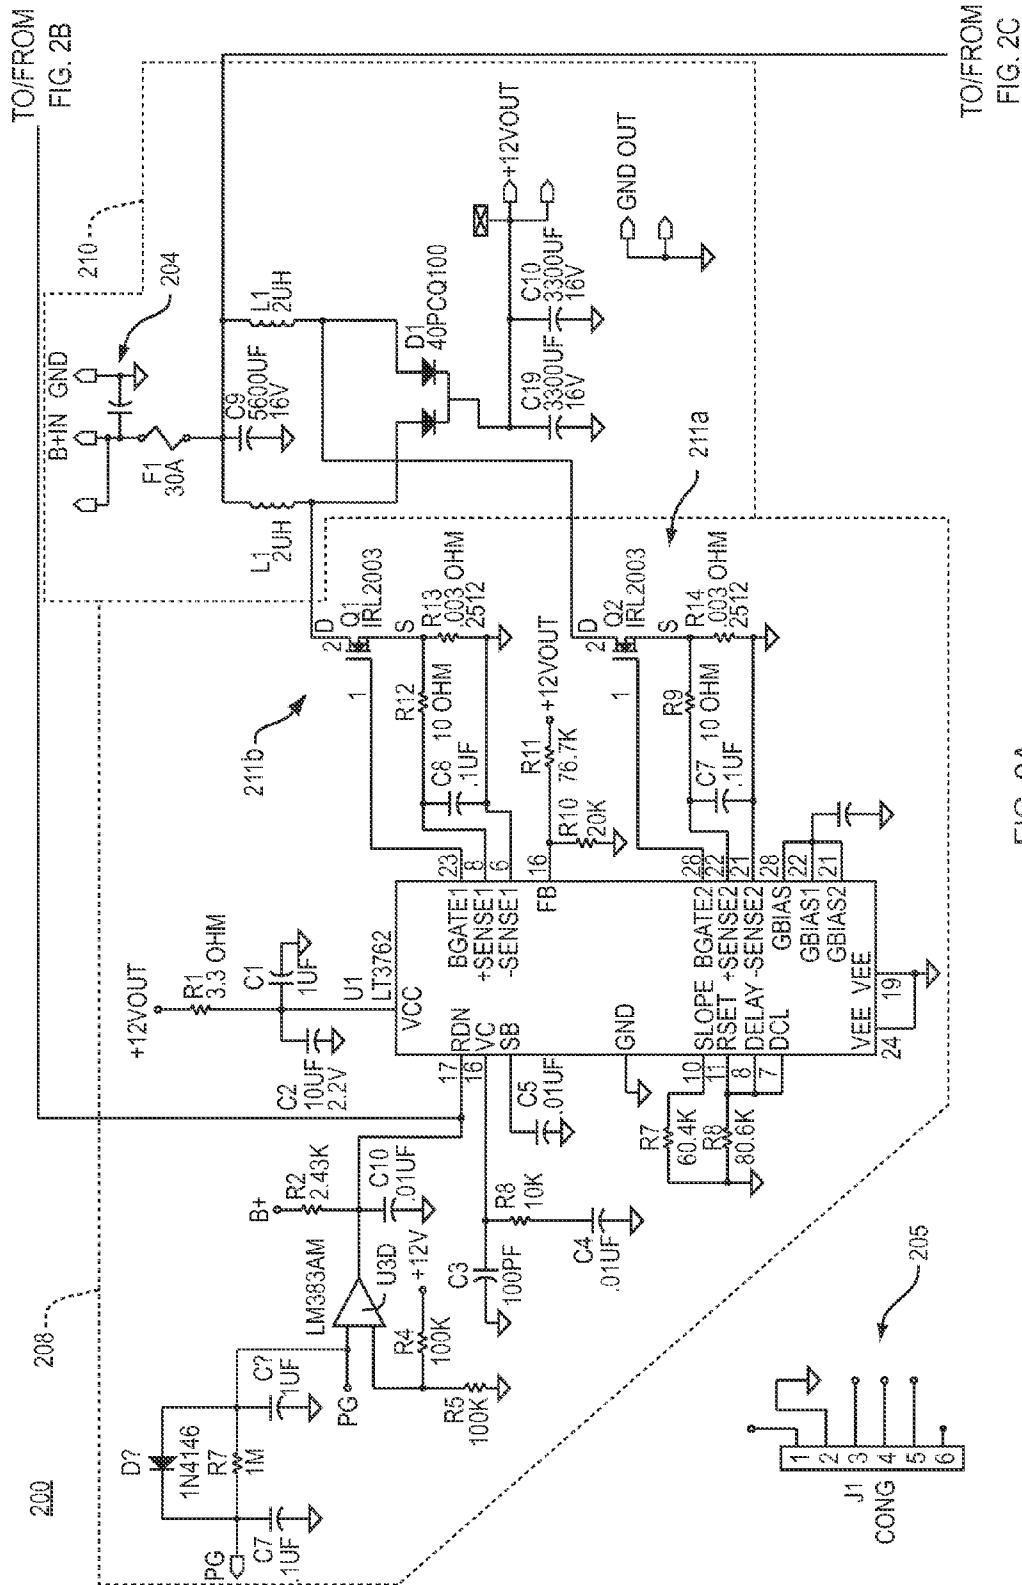 200
208
PG
D?
1N4146
R7
1M
C7
.1UF
C?
.1UF
PG
LM383AM
U3D
R4
100K
+12V
R5
100K
B+
R2
2.43K
C10
.01UF
C3
100PF
R8
10K
C4
.01UF
+12VOUT
R1
3.3 OHM
C1
1UF
C2
10UF
2.2V
U1
LT3762
VCC
17
RDN
16
VC
SB
C5
.01UF
GND
10
SLOPE
11
RSET
8
DELAY
7
DCL
R7
60.4K
R8
80.6K
VEE VEE
24
19
BGATE1
23
+SENSE1
8
-SENSE1
6
FB
16
BGATE2
28
+SENSE2
22
-SENSE2
21
GBIAS
28
GBIAS1
22
GBIAS2
21
C8
.1UF
R12
10 OHM
1
D
2
Q1
IRL2003
S
R13
.003 OHM
2512
211b
R10
20K
R11
76.7K
+12VOUT
C7
.1UF
R9
10 OHM
1
D
2
Q2
IRL2003
S
R14
.003 OHM
2512
211a
TO/FROM
FIG. 2B
210
204
B+IN
GND
F1
30A
C9
5600UF
16V
L1
2UH
L1
2UH
D1
40PCQ100
C19
3300UF
16V
C10
3300UF
16V
+12VOUT
GND OUT
TO/FROM
FIG. 2C
205
J1
CONG
1
2
3
4
5
6